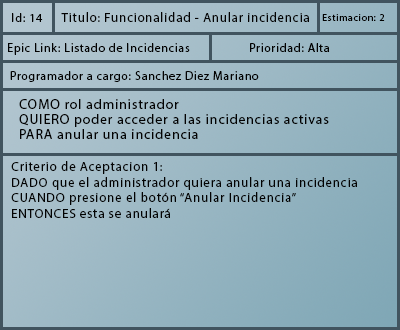 Id: 14
Titulo: Funcionalidad - Anular incidencia
Estimacion: 2
Epic Link: Listado de Incidencias
Prioridad: Alta
Programador a cargo: Sanchez Diez Mariano
COMO rol administrador
QUIERO poder acceder a las incidencias activas
PARA anular una incidencia
Criterio de Aceptacion 1:
DADO que el administrador quiera anular una incidencia
CUANDO presione el botón “Anular Incidencia”
ENTONCES esta se anulará